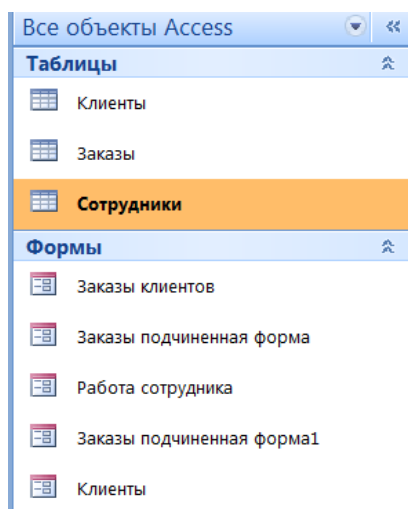 Все объекты Access
Таблицы
Клиенты
Заказы
Сотрудники
Формы
Заказы клиентов
Заказы подчиненная форма
Работа сотрудника
Заказы подчиненная форма1
Клиенты